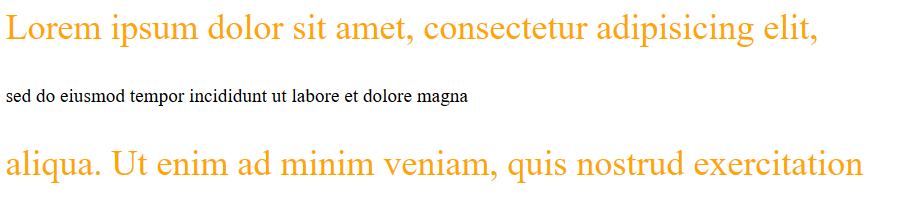 Lorem ipsum dolor sit amet, consectetur adipisicing elit,
sed do eiusmod tempor incididunt ut labore et dolore magna
aliqua. Ut enim ad minim veniam, quis nostrud exercitation